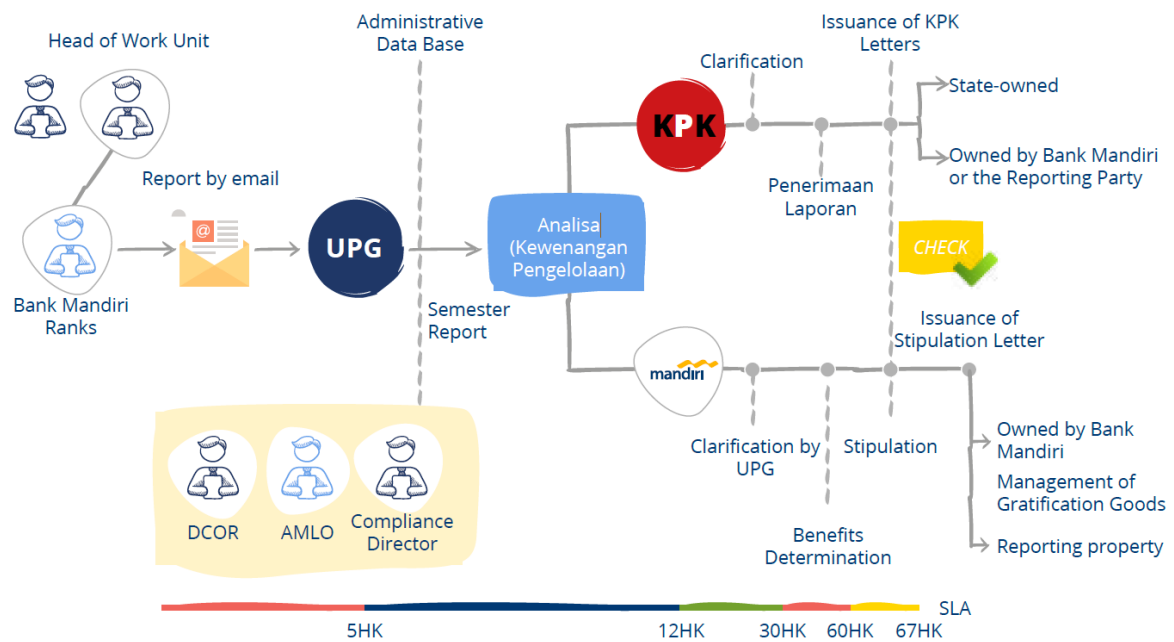 Head of Work Unit
Administrative
Data Base
Issuance of KPK
Letters
Clarification
State-owned
KPK
Owned by Bank Mandiri
or the Reporting Party
Report by email
Penerimaan
Laporan
@
UPG
Analisa
(Kewenangan
Pengelolaan)
CHECK
Bank Mandiri
Ranks
Semester
Report
Issuance of
Stipulation Letter
mandiri
Clarification by
UPG
Stipulation
Owned by Bank
Mandiri
Management of
Gratification Goods
Benefits
Determination
Reporting property
DCOR
AMLO
Compliance
Director
SLA
5HK
12HK
30HK
60HK
67HK